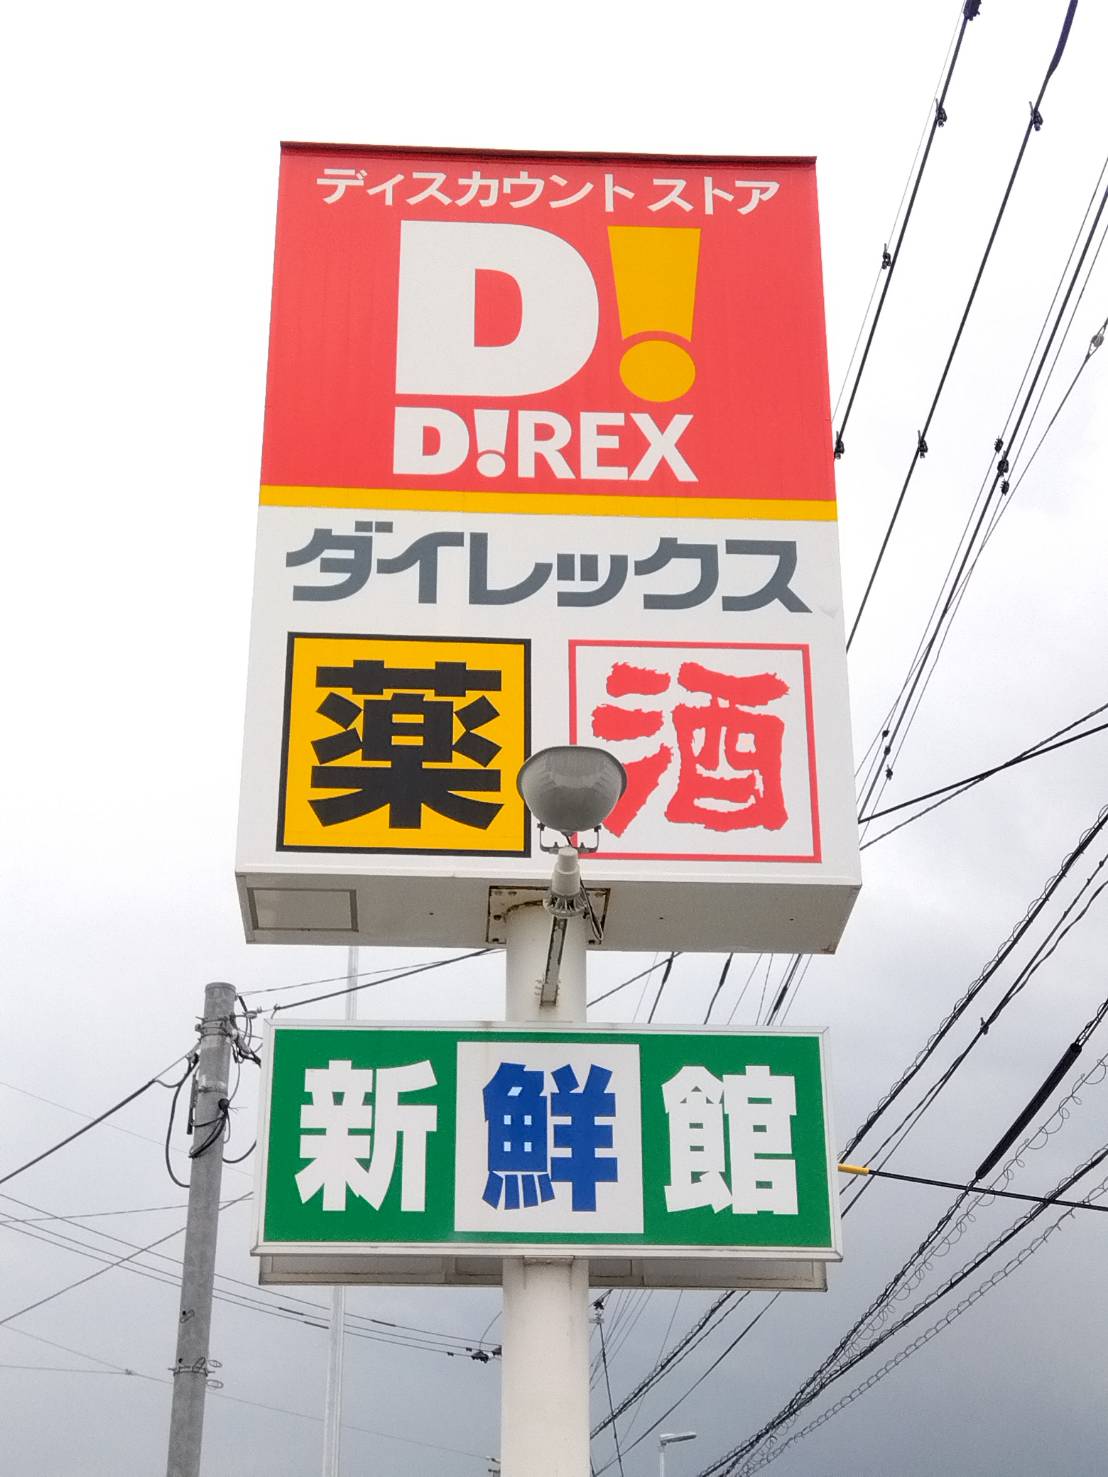 ディスカウント ストア
D!
D!REX
ダイレックス
薬 酒
新鮮館